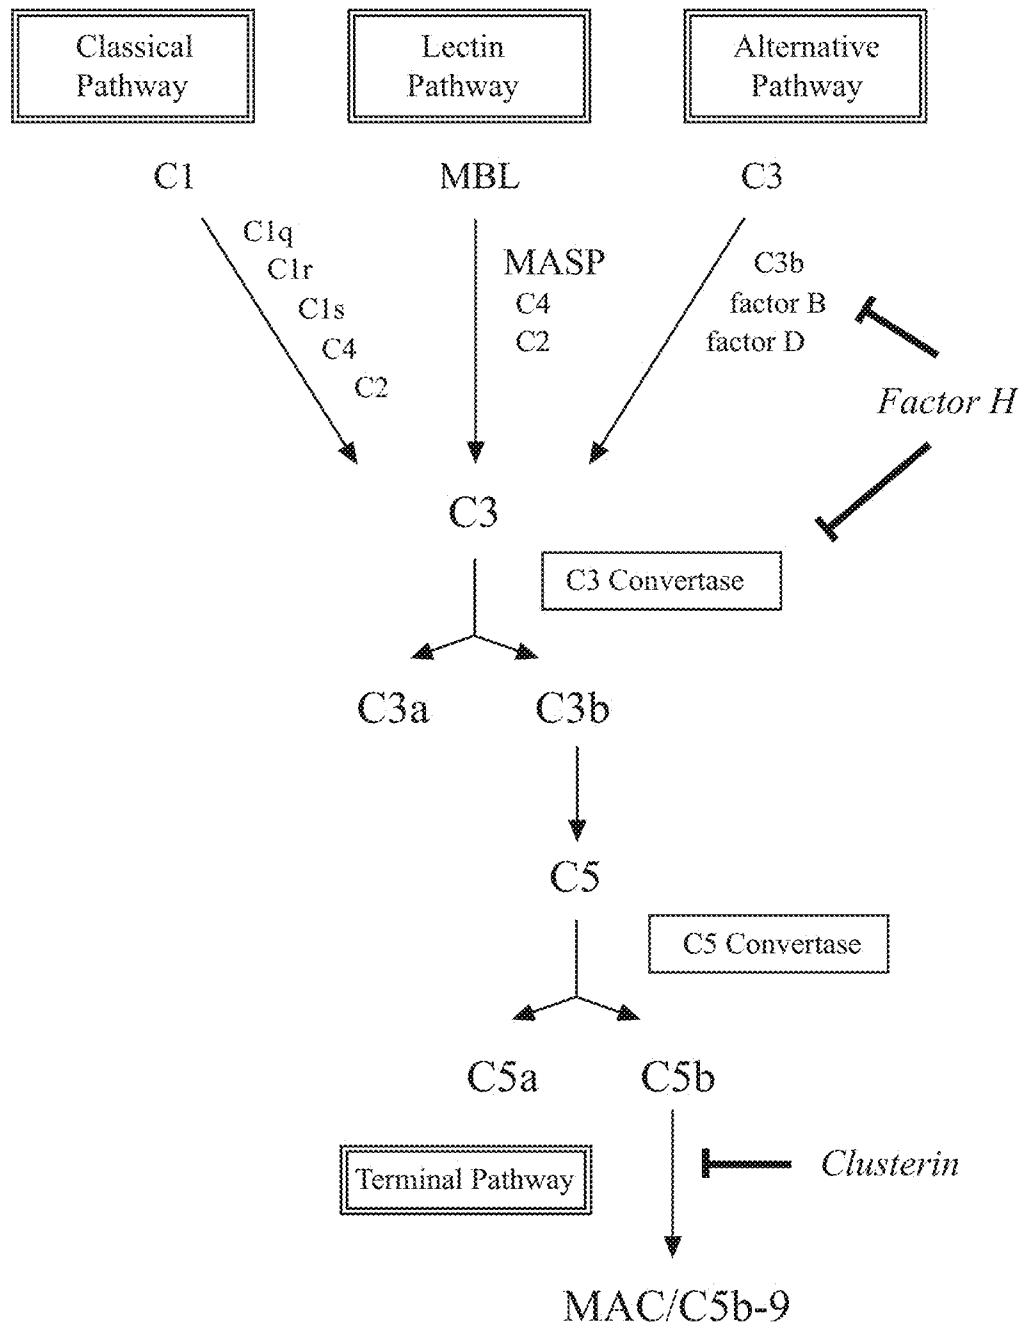 Classical
Pathway
Lectin
Pathway
Alternative
Pathway
C1
MBL
C3
C1q
C1r
C1s
C4
C2
MASP
C4
C2
C3b
factor B
factor D
Factor H
C3
C3 Convertase
C3a
C3b
C5
C5 Convertase
C5a
C5b
Terminal Pathway
Clusterin
MAC/C5b-9